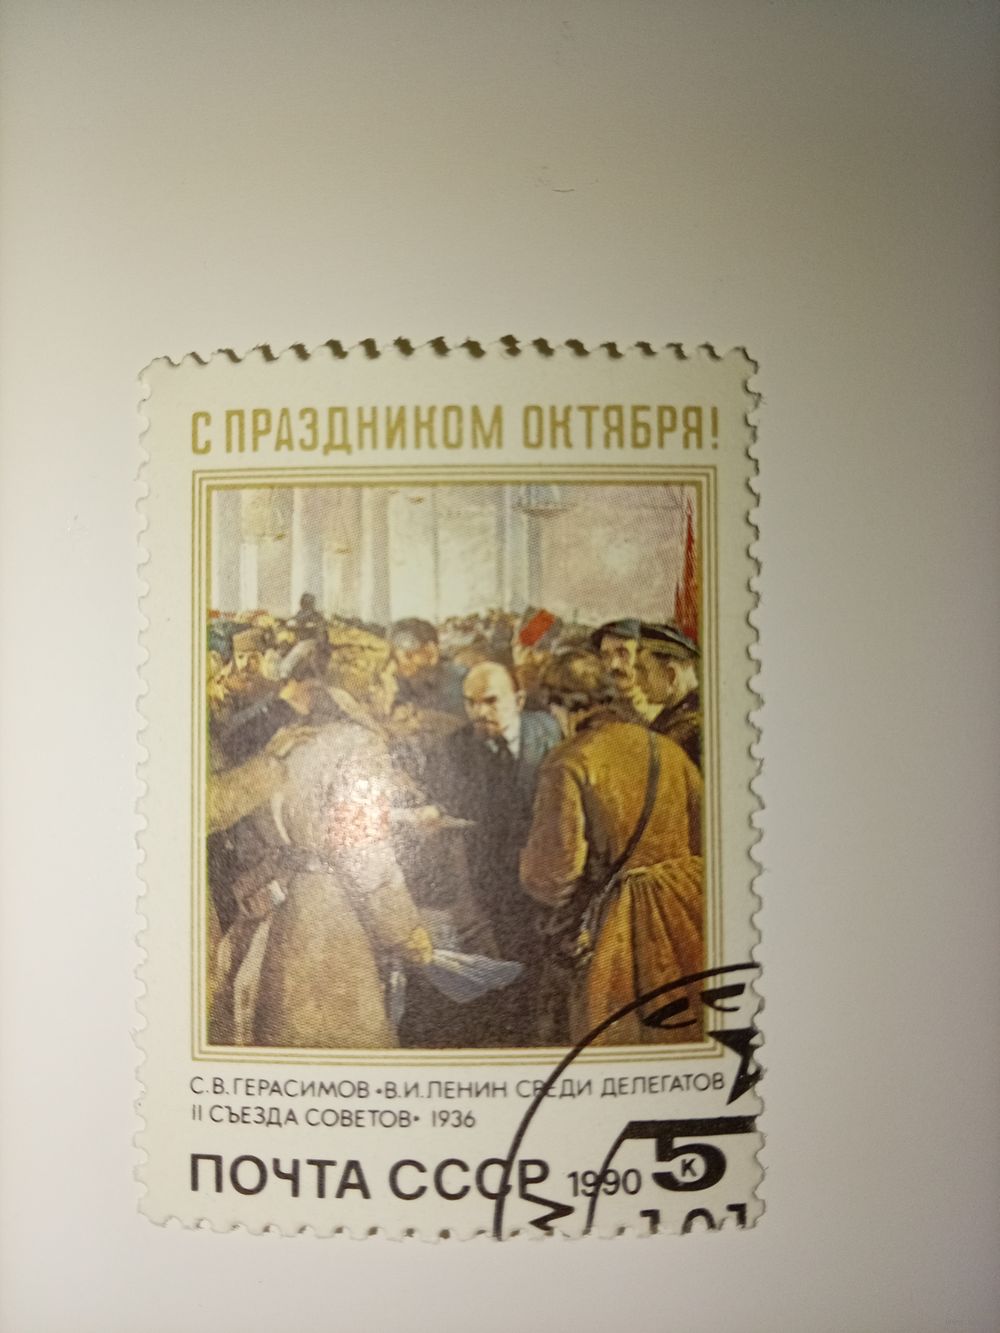 С ПРАЗДНИКОМ ОКТЯБРЯ!
С.В.ГЕРАСИМОВ•В.И.ЛЕНИН СРЕДИ ДЕЛЕГАТОВ
II СЪЕЗДА СОВЕТОВ• 1936
ПОЧТА СССР 1990 5 К